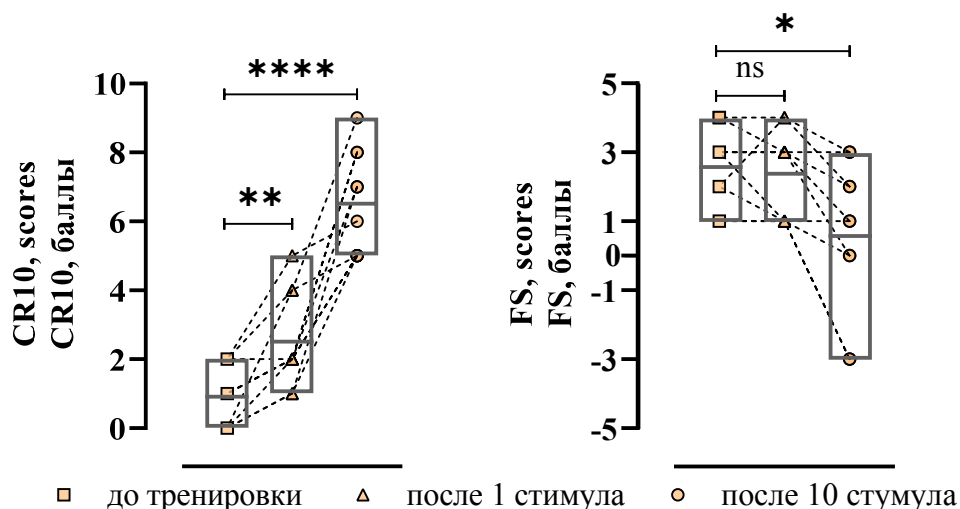 ****
**
10
8
6
4
2
0
CR10, scores
CR10, баллы
*
ns
5
3
1
0
-1
-3
-5
FS, scores
FS, баллы
до тренировки
после 1 стимула
после 10 стумула